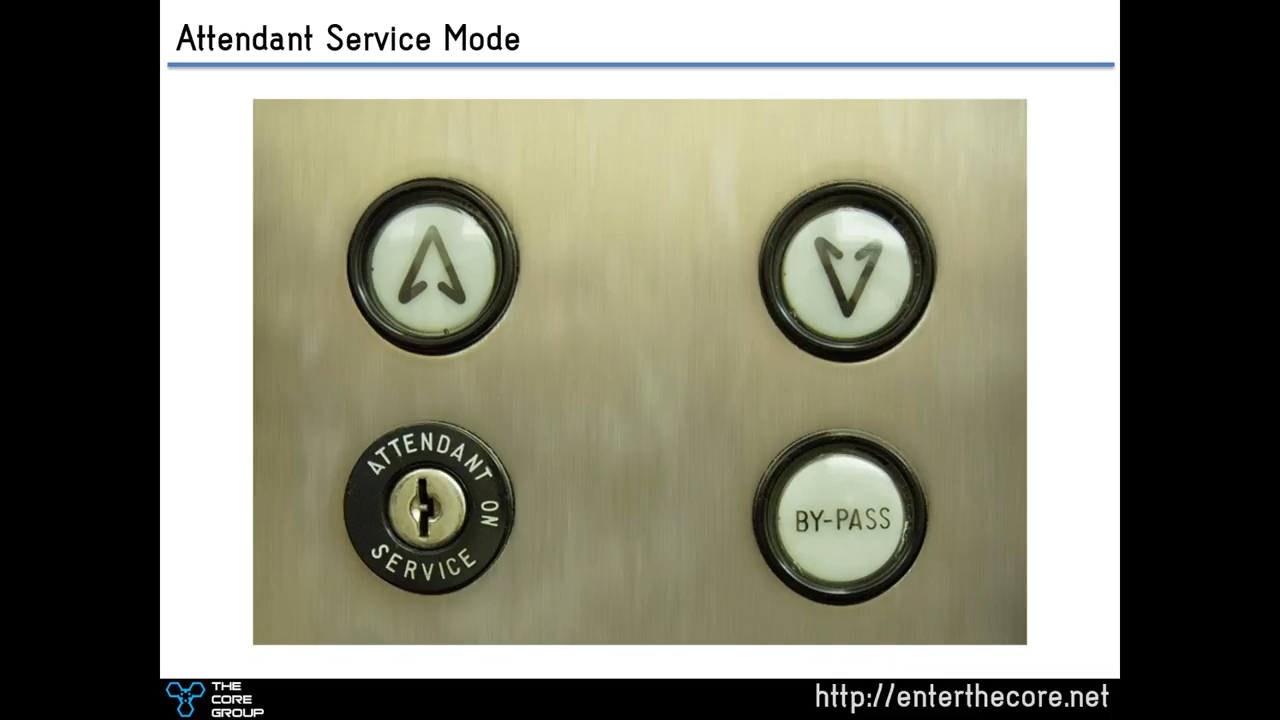 Attendant Service Mode
ATTENDANT
ON
SERVICE
BY-PASS
THE
CORE
GROUP
http://enterthecore.net